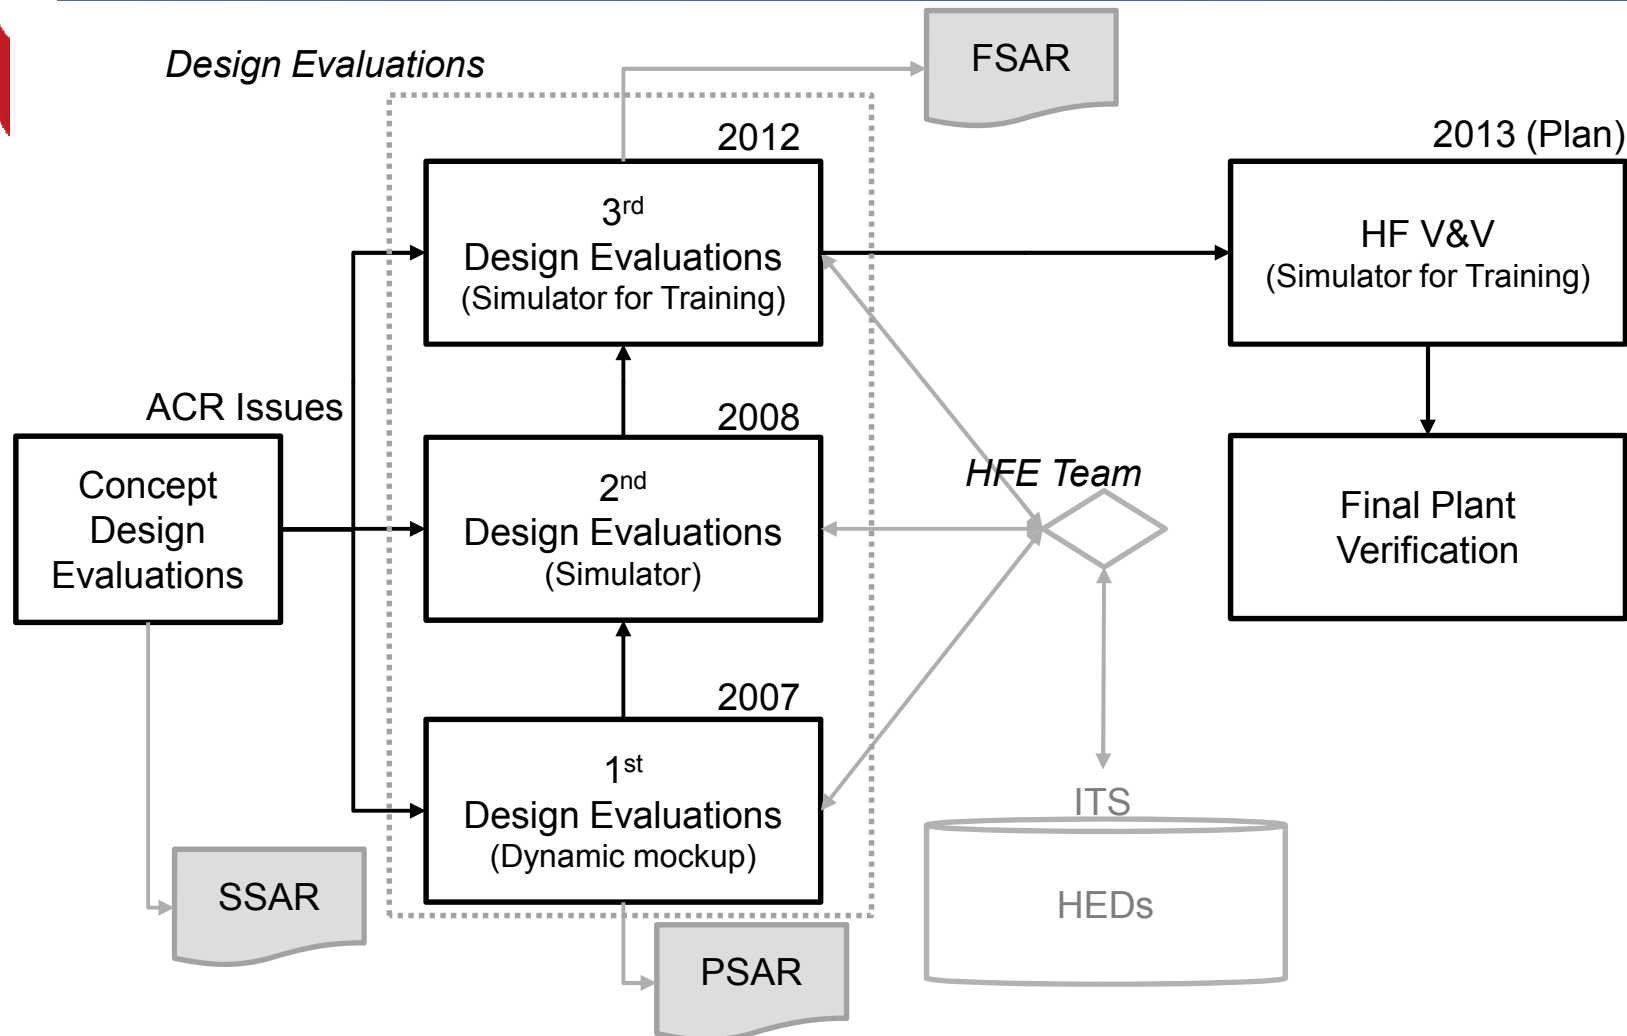 Design Evaluations
FSAR
2012
2013 (Plan)
3rd
Design Evaluations
(Simulator for Training)
HF V&V
(Simulator for Training)
ACR Issues
2008
Concept
Design
Evaluations
2nd
Design Evaluations
(Simulator)
HFE Team
Final Plant
Verification
2007
1st
Design Evaluations
(Dynamic mockup)
ITS
HEDs
SSAR
PSAR